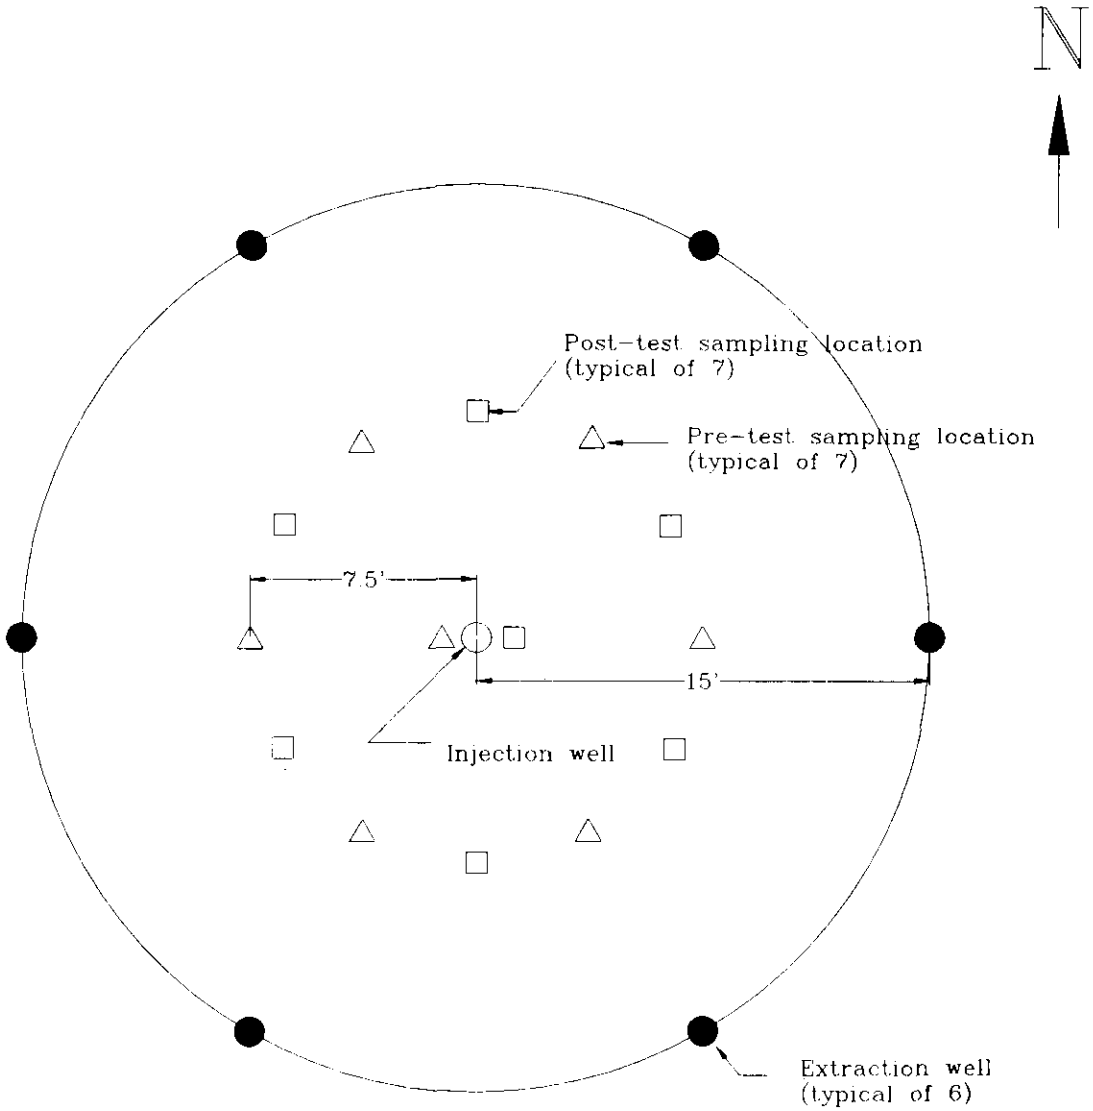 N
Post-test sampling location
(typical of 7)
Pre-test sampling location
(typical of 7)
7.5'
15'
Injection well
Extraction well
(typical of 6)